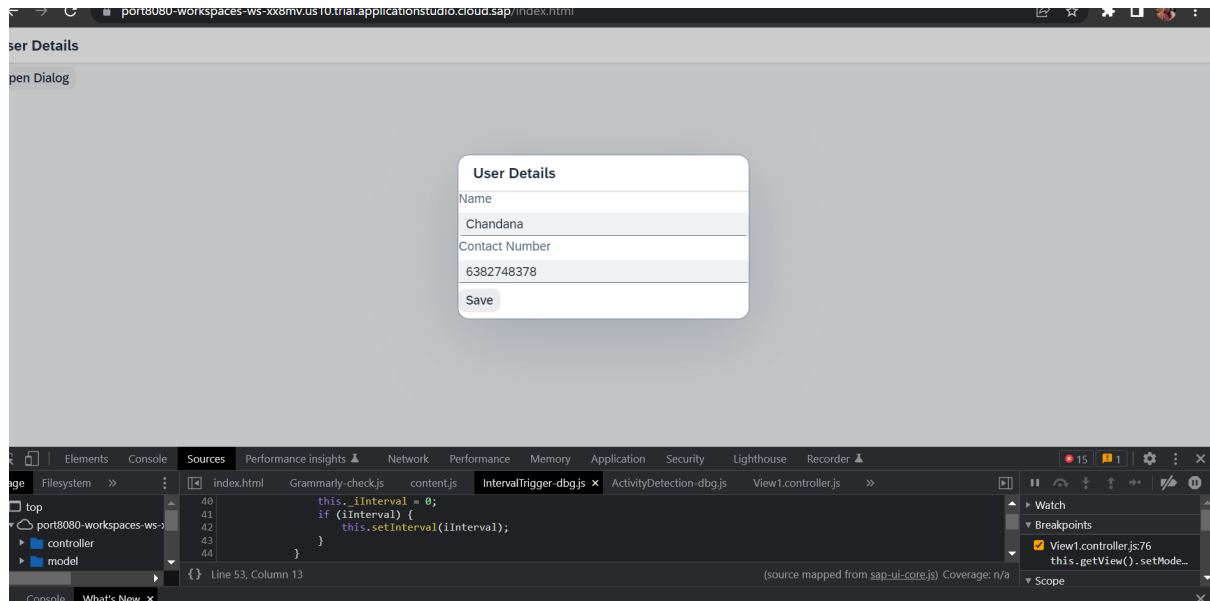 port8080-workspaces-ws-xx8mv.us10.trial.applicationstudio.cloud.sap/index.html
ser Details
pen Dialog
User Details
Name
Chandana
Contact Number
6382748378
Save
Elements Console Sources Performance insights Network Performance Memory Application Security Lighthouse Recorder 15 1
age Filesystem » index.html Grammarly-check.js content.js IntervalTrigger-dbg.js × ActivityDetection-dbg.js View1.controller.js »
top
port8080-workspaces-ws-x
controller
model
40 this._iInterval = 0;
41 if (iInterval) {
42 this.setInterval(iInterval);
43 }
44 }
{} Line 53, Column 13 (source mapped from sap-ui-core.js) Coverage: n/a
Watch
Breakpoints
View1.controller.js:76
this.getView().setMode…
Scope
Console What's New ×